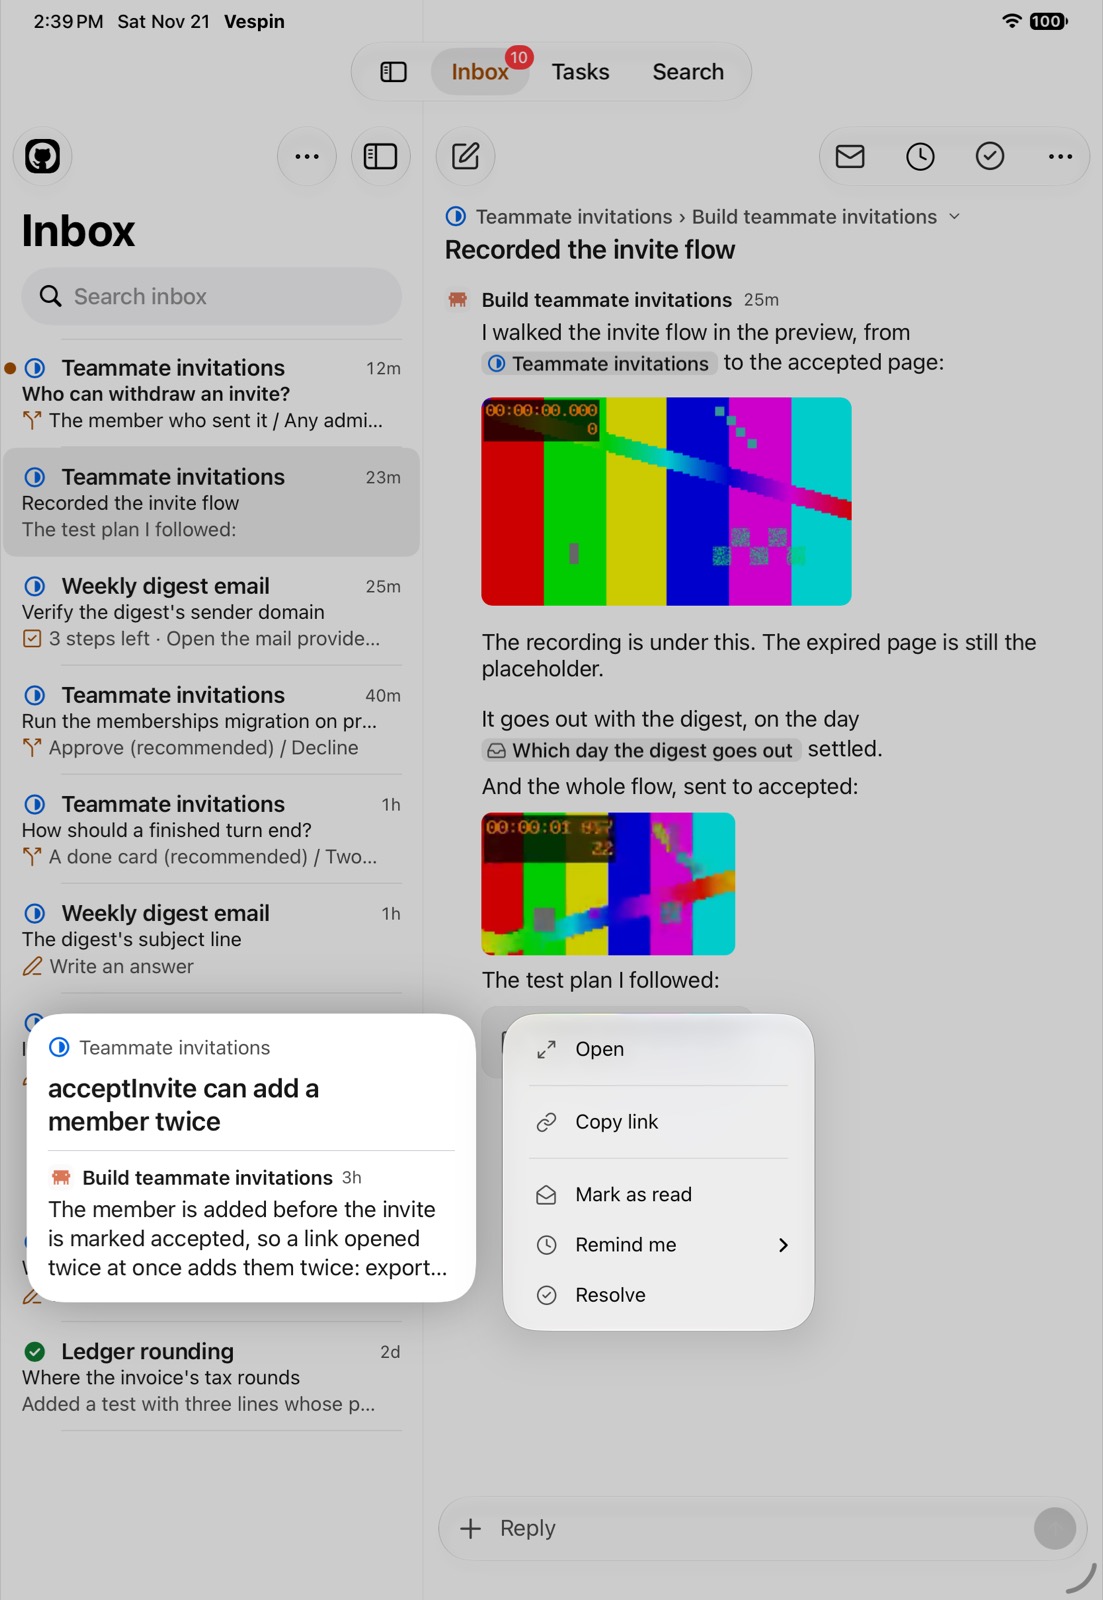 2:39 PM Sat Nov 21 Vespin
100
Inbox
10
Tasks
Search
Inbox
Search inbox
Teammate invitations 12m
Who can withdraw an invite?
The member who sent it / Any admi...
Teammate invitations 23m
Recorded the invite flow
The test plan I followed:
Weekly digest email 25m
Verify the digest's sender domain
3 steps left · Open the mail provide...
Teammate invitations 40m
Run the memberships migration on pr...
Approve (recommended) / Decline
Teammate invitations 1h
How should a finished turn end?
A done card (recommended) / Two...
Weekly digest email 1h
The digest's subject line
Write an answer
Teammate invitations
acceptInvite can add a
member twice
Build teammate invitations 3h
The member is added before the invite
is marked accepted, so a link opened
twice at once adds them twice: export...
Ledger rounding 2d
Where the invoice's tax rounds
Added a test with three lines whose p...
Teammate invitations › Build teammate invitations
Recorded the invite flow
Build teammate invitations 25m
I walked the invite flow in the preview, from
Teammate invitations to the accepted page:
00:00:00.000
0
The recording is under this. The expired page is still the
placeholder.
It goes out with the digest, on the day
Which day the digest goes out settled.
And the whole flow, sent to accepted:
00:00:01
22
The test plan I followed:
Open
Copy link
Mark as read
Remind me
Resolve
Reply